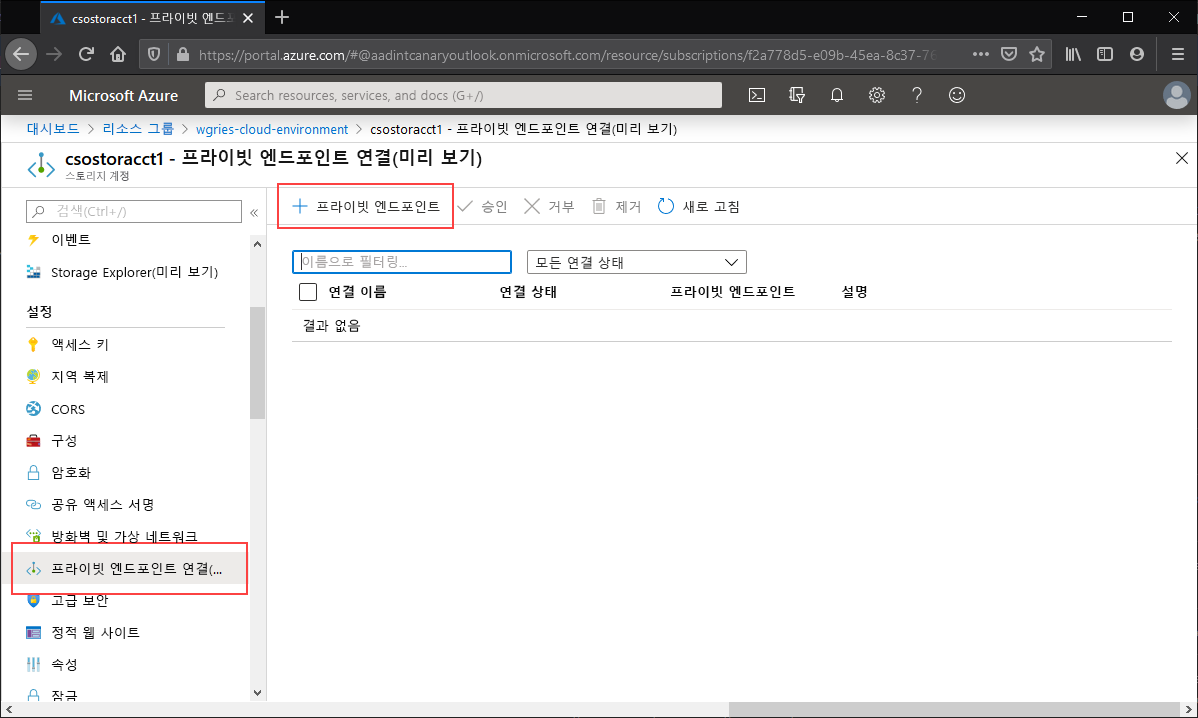 csostoracct1 - 프라이빗 엔드
https://portal.azure.com/#@aadintcanaryoutlook.onmicrosoft.com/resource/subscriptions/f2a778d5-e09b-45ea-8c37-76
Microsoft Azure
Search resources, services, and docs (G+/)
대시보드 > 리소스 그룹 > wgries-cloud-environment > csostoracct1 - 프라이빗 엔드포인트 연결(미리 보기)
csostoracct1 - 프라이빗 엔드포인트 연결(미리 보기)
스토리지 계정
검색(Ctrl+/)
이벤트
Storage Explorer(미리 보기)
설정
액세스 키
지역 복제
CORS
구성
암호화
공유 액세스 서명
방화벽 및 가상 네트워크
프라이빗 엔드포인트 연결(...
고급 보안
정적 웹 사이트
속성
잠금
프라이빗 엔드포인트 승인 거부 제거 새로 고침
이름으로 필터링... 모든 연결 상태
연결 이름 연결 상태 프라이빗 엔드포인트 설명
결과 없음